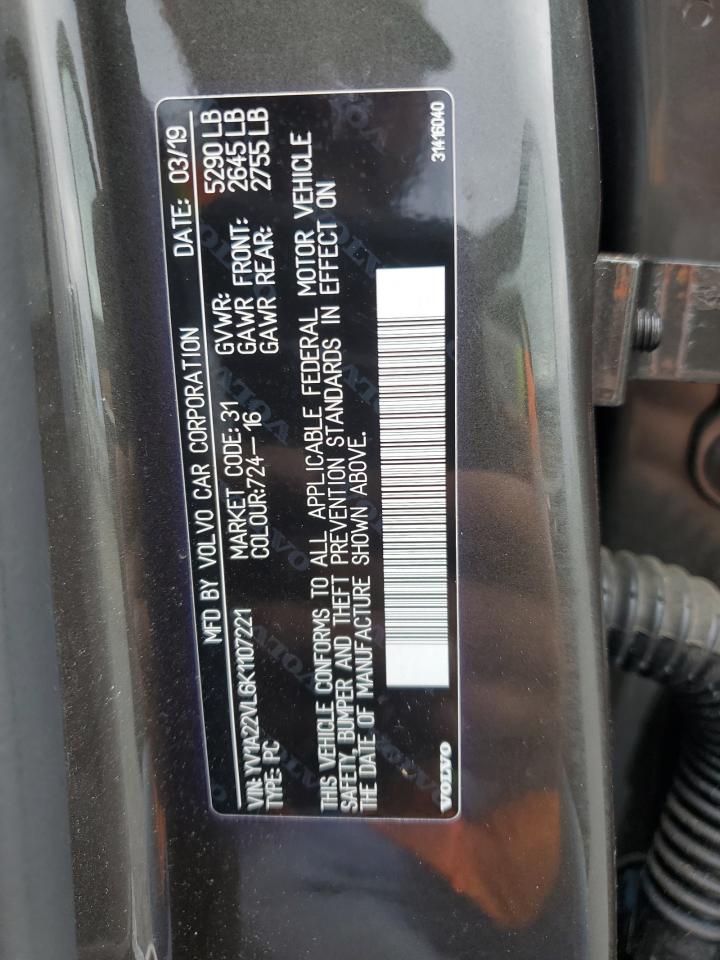 MFD BY VOLVO CAR CORPORATION DATE: 03/19
VIN: YV1A22VL6K1107221 MARKET CODE: 31 GVWR: 5290 LB
TYPE: PC COLOUR:724-16 GAWR FRONT: 2645 LB
GAWR REAR: 2755 LB
THIS VEHICLE CONFORMS TO ALL APPLICABLE FEDERAL MOTOR VEHICLE
SAFETY, BUMPER AND THEFT PREVENTION STANDARDS IN EFFECT ON
THE DATE OF MANUFACTURE SHOWN ABOVE.
VOLVO 31416040